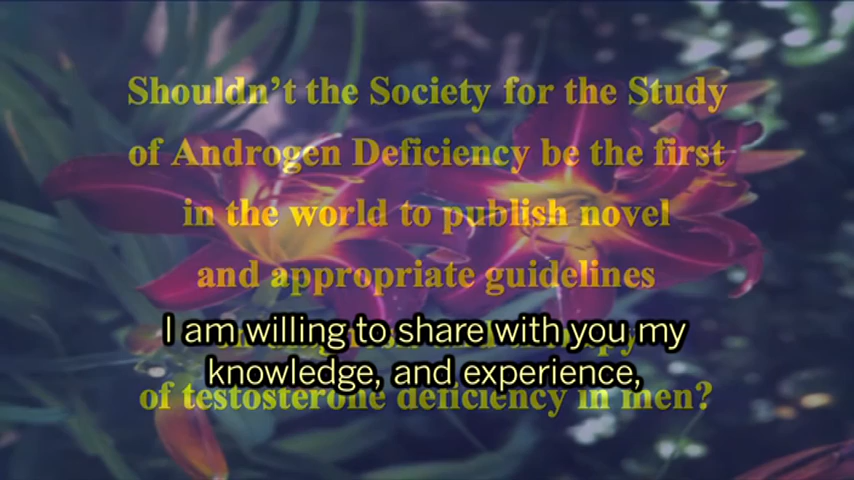 Shouldn't the Society for the Study
of Androgen Deficiency be the first
in the world to publish novel
and appropriate guidelines
I am willing to share with you my
knowledge, and experience,
of testosterone deficiency in men?